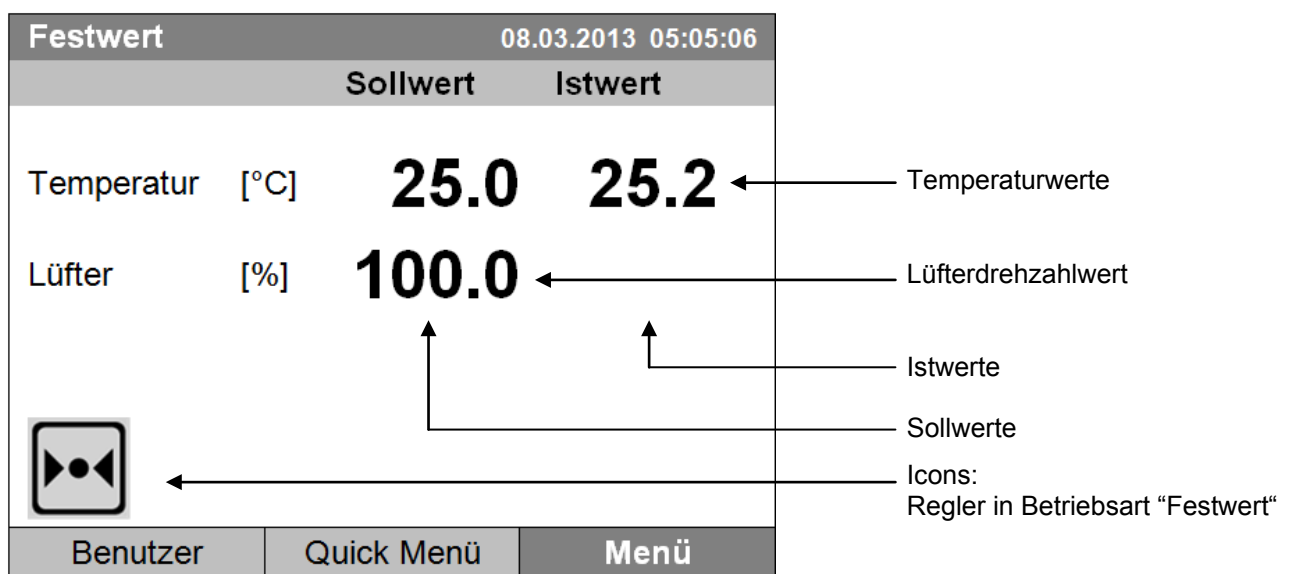 Festwert 08.03.2013 05:05:06
Sollwert Istwert
Temperatur [°C] 25.0 25.2 Temperaturwerte
Lüfter [%] 100.0 Lüfterdrehzahlwert
Istwerte
Sollwerte
Icons:
Regler in Betriebsart “Festwert“
Benutzer Quick Menü Menü